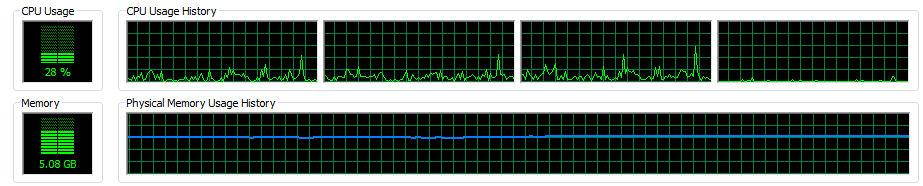 CPU Usage
CPU Usage History
28 %
Memory
Physical Memory Usage History
5.08 GB